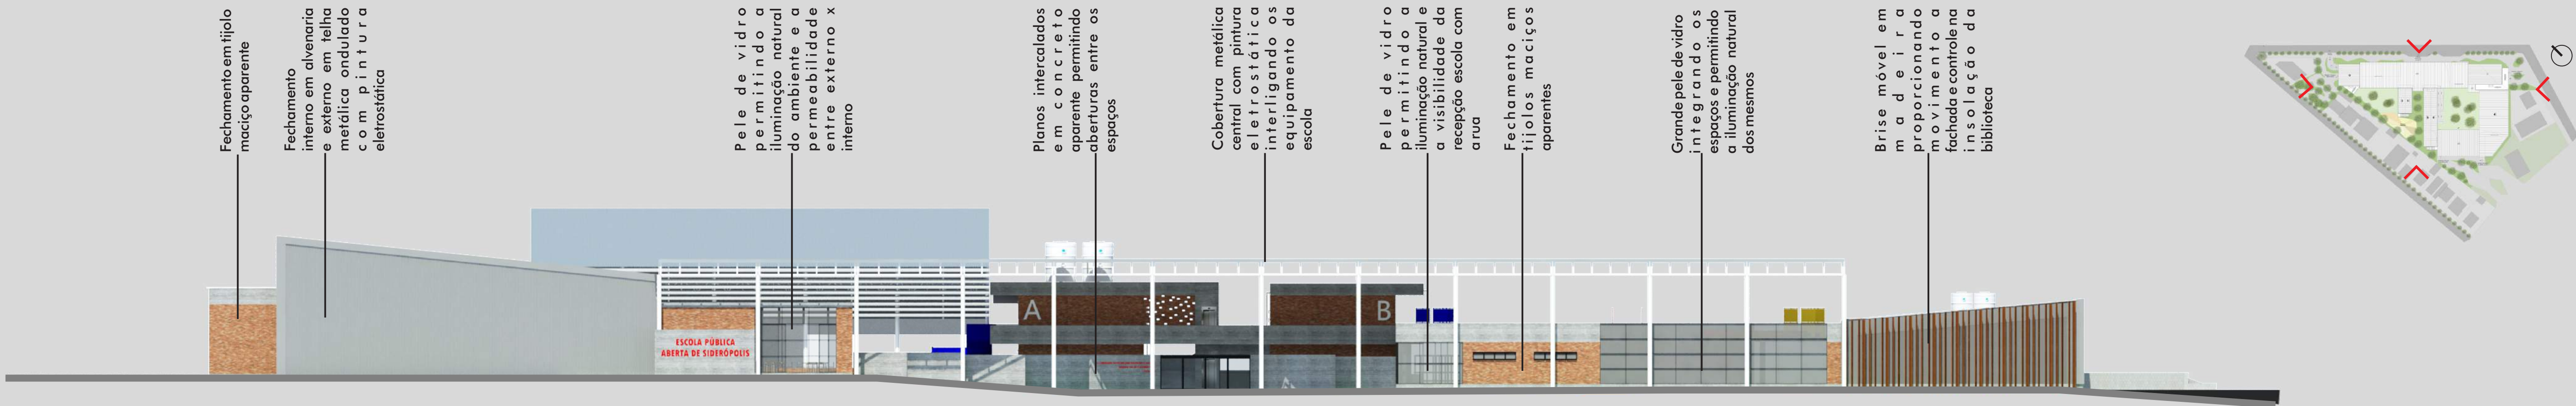 Fechamento em tijolo
maciço aparente
Fechamento
interno em alvenaria
e externo em telha
metálica ondulado
com pintura
eletrostática
Pele de vidro
permitindo a
iluminação natural
do ambiente e a
permeabilidade
entre externo x
interno
Planos intercalados
em concreto
aparente permitindo
aberturas entre os
espaços
Cobertura metálica
central com pintura
eletrostática
interligando os
equipamento da
escola
Pele de vidro
permitindo a
iluminação natural e
a visibilidade da
recepção escola com
a rua
Fechamento em
tijolos maciços
aparentes
Grande pele de vidro
integrando os
espaços e permitindo
a iluminação natural
dos mesmos
Brise móvel em
madeira
proporcionando
movimento a
fachada e controle na
insolação da
biblioteca
A
B
ESCOLA PÚBLICA
ABERTA DE SIDERÓPOLIS